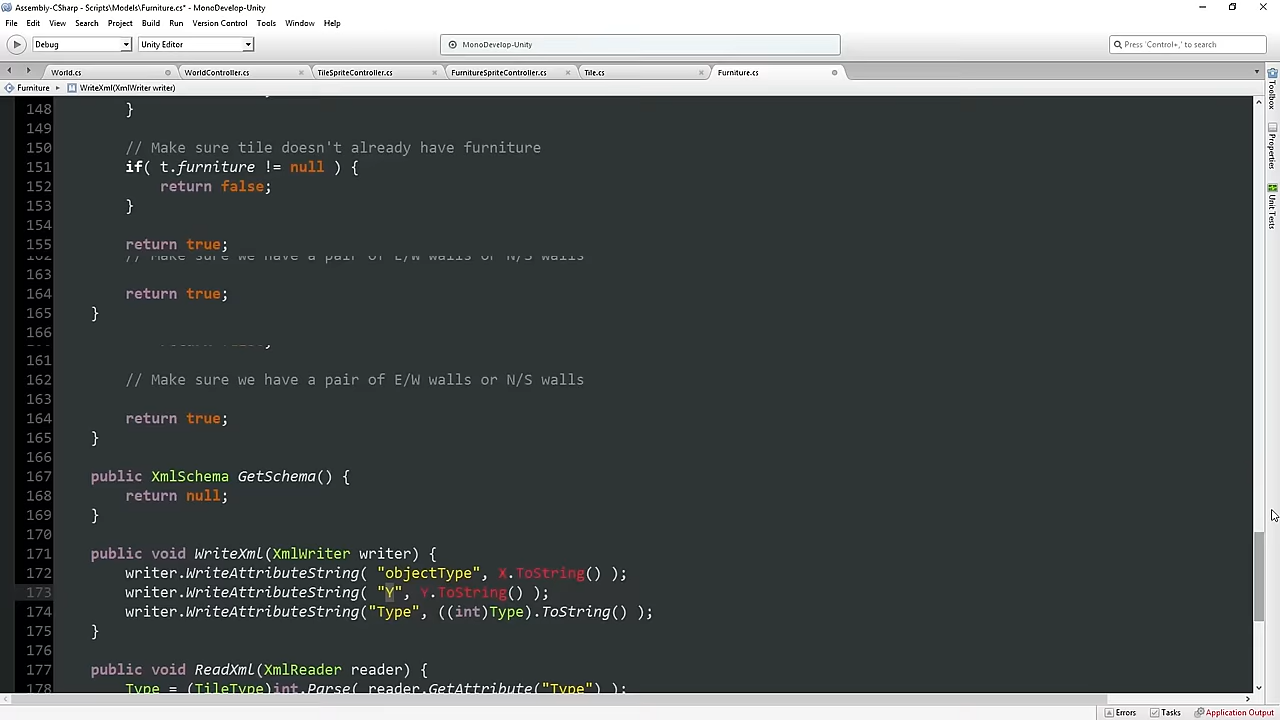 Assembly-CSharp - Scripts\Models\Furniture.cs* - MonoDevelop-Unity
File Edit View Search Project Build Run Version Control Tools Window Help
Debug Unity Editor MonoDevelop-Unity Press 'Control+,' to search
World.cs WorldController.cs TileSpriteController.cs FurnitureSpriteController.cs Tile.cs Furniture.cs
Furniture WriteXml(XmlWriter writer)
Toolbox
Properties
Unit Tests
148 }
149
150 // Make sure tile doesn't already have furniture
151 if( t.furniture != null ) {
152 return false;
153 }
154
155 return true;
162 // Make sure we have a pair of E/W walls or N/S walls
163
164 return true;
165 }
166
161
162 // Make sure we have a pair of E/W walls or N/S walls
163
164 return true;
165 }
166
167 public XmlSchema GetSchema() {
168 return null;
169 }
170
171 public void WriteXml(XmlWriter writer) {
172 writer.WriteAttributeString( "objectType", X.ToString() );
173 writer.WriteAttributeString( "Y", Y.ToString() );
174 writer.WriteAttributeString("Type", ((int)Type).ToString() );
175 }
176
177 public void ReadXml(XmlReader reader) {
178 Type = (TileType)int.Parse( reader.GetAttribute("Type") );
Errors Tasks Application Output